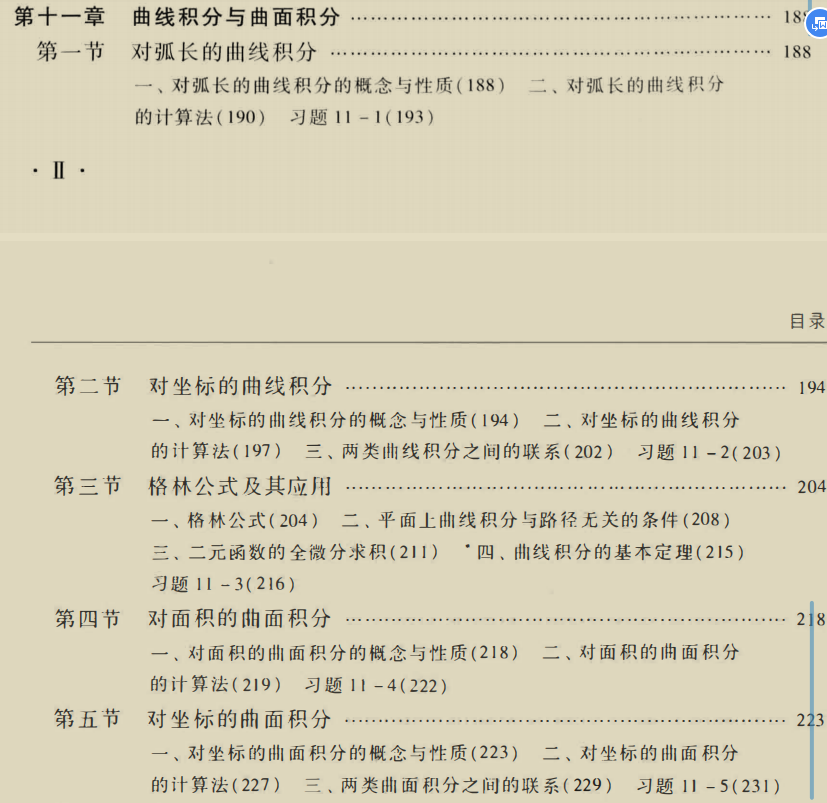 第十一章 曲线积分与曲面积分 …… 188
第一节 对弧长的曲线积分 …… 188
一、对弧长的曲线积分的概念与性质(188) 二、对弧长的曲线积分
的计算法(190) 习题 11-1(193)
· Ⅱ ·
目录
第二节 对坐标的曲线积分 …… 194
一、对坐标的曲线积分的概念与性质(194) 二、对坐标的曲线积分
的计算法(197) 三、两类曲线积分之间的联系(202) 习题 11-2(203)
第三节 格林公式及其应用 …… 204
一、格林公式(204) 二、平面上曲线积分与路径无关的条件(208)
三、二元函数的全微分求积(211) *四、曲线积分的基本定理(215)
习题 11-3(216)
第四节 对面积的曲面积分 …… 218
一、对面积的曲面积分的概念与性质(218) 二、对面积的曲面积分
的计算法(219) 习题 11-4(222)
第五节 对坐标的曲面积分 …… 223
一、对坐标的曲面积分的概念与性质(223) 二、对坐标的曲面积分
的计算法(227) 三、两类曲面积分之间的联系(229) 习题 11-5(231)